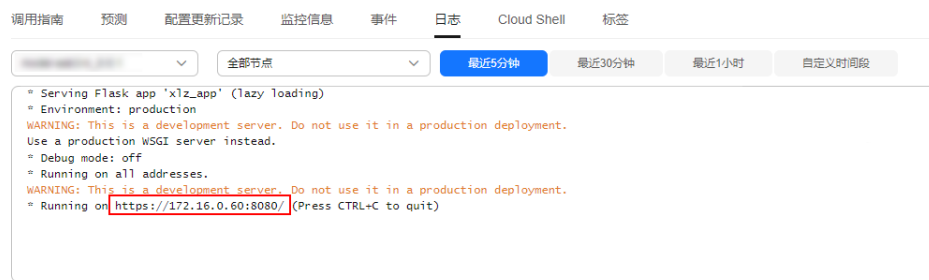 调用指南 预测 配置更新记录 监控信息 事件 日志 Cloud Shell 标签
全部节点 最近5分钟 最近30分钟 最近1小时 自定义时间段
* Serving Flask app 'xlz_app' (lazy loading)
* Environment: production
WARNING: This is a development server. Do not use it in a production deployment.
Use a production WSGI server instead.
* Debug mode: off
* Running on all addresses.
WARNING: This is a development server. Do not use it in a production deployment.
* Running on https://172.16.0.60:8080/ (Press CTRL+C to quit)